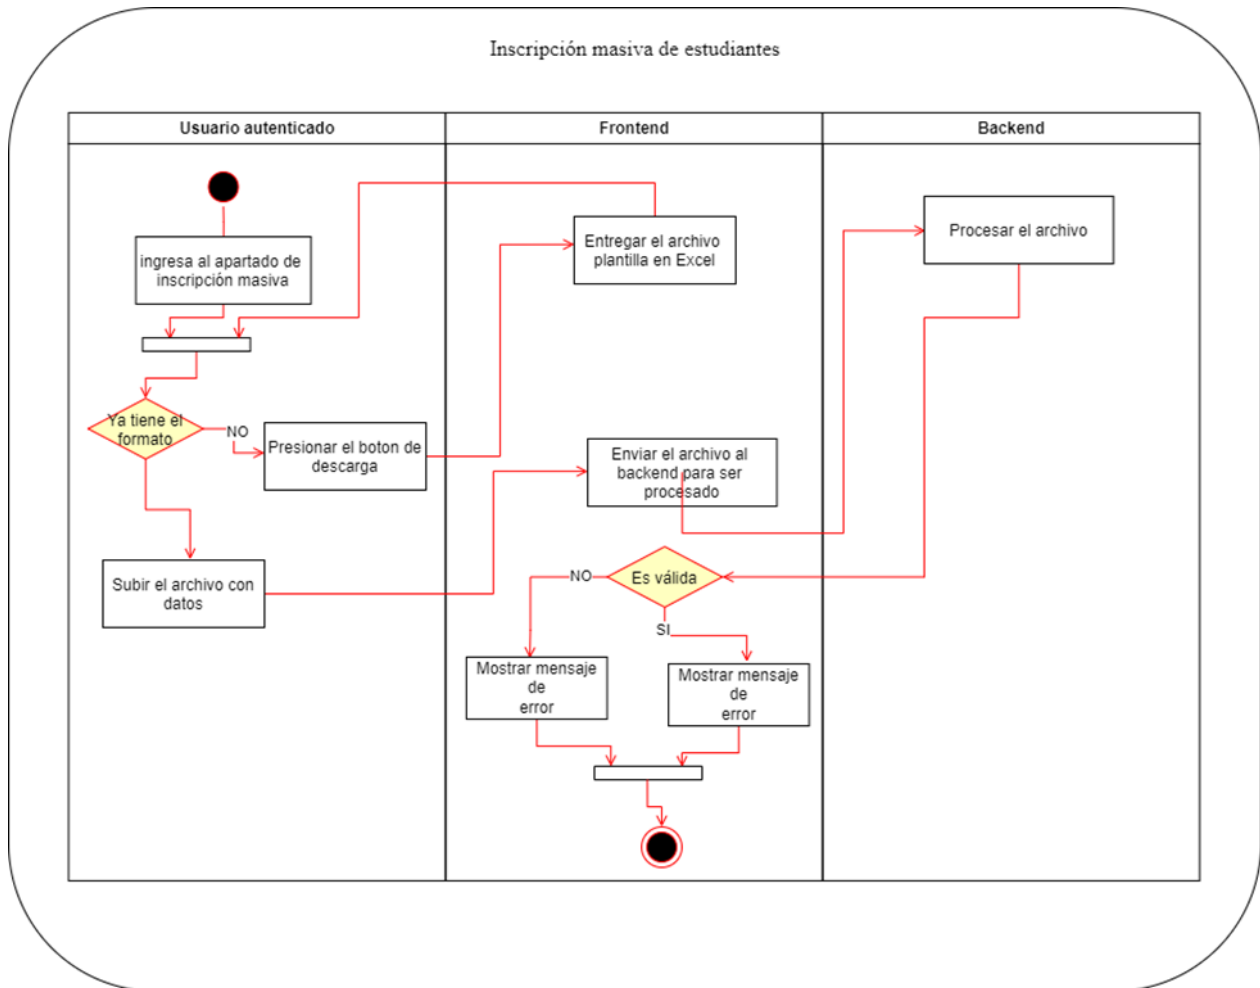 Inscripción masiva de estudiantes
Usuario autenticado
Frontend
Backend
ingresa al apartado de
inscripción masiva
Entregar el archivo
plantilla en Excel
Procesar el archivo
Ya tiene el
formato
NO
Presionar el boton de
descarga
Enviar el archivo al
backend para ser
procesado
Subir el archivo con
datos
Es válida
NO
SI
Mostrar mensaje
de
error
Mostrar mensaje
de
error